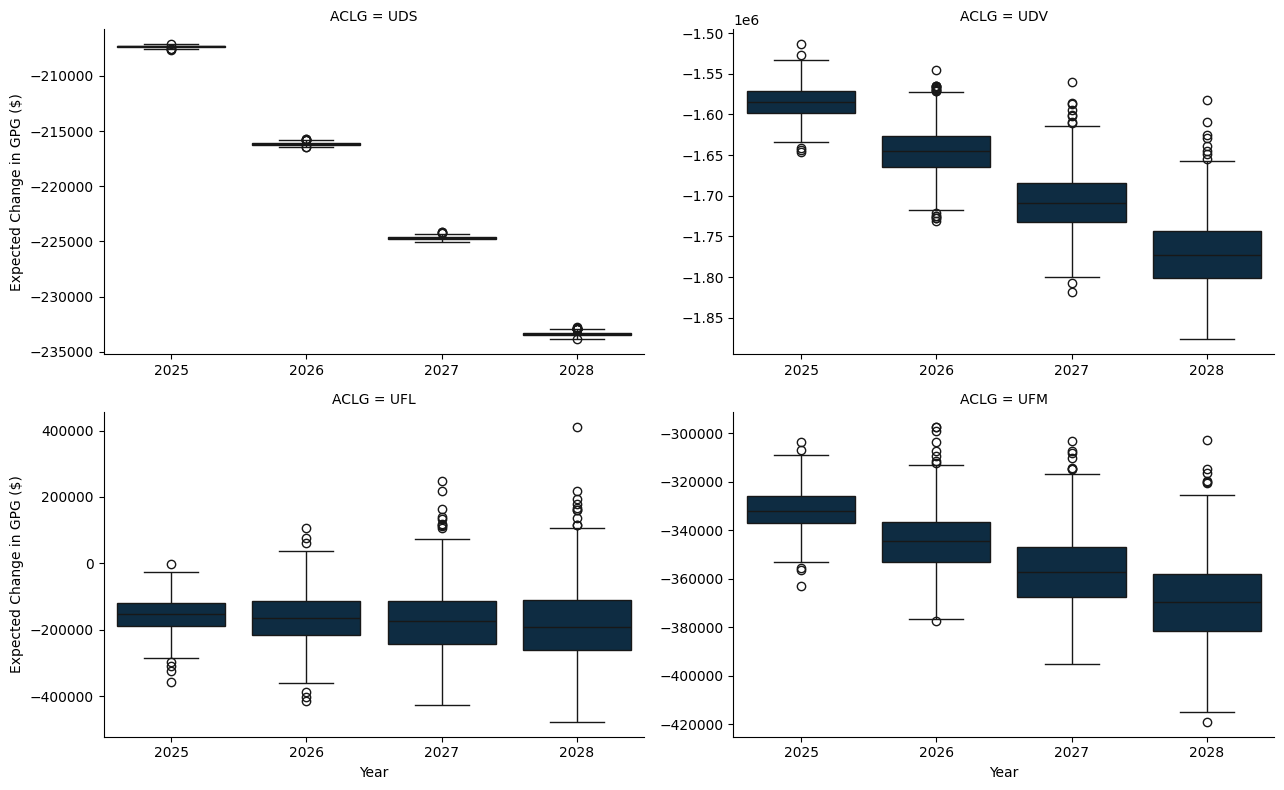 ACLG = UDS
Expected Change in GPG ($)
−210000
−215000
−220000
−225000
−230000
−235000
2025 2026 2027 2028
ACLG = UDV
1e6
−1.50
−1.55
−1.60
−1.65
−1.70
−1.75
−1.80
−1.85
2025 2026 2027 2028
ACLG = UFL
Expected Change in GPG ($)
400000
200000
0
−200000
−400000
2025 2026 2027 2028
Year
ACLG = UFM
−300000
−320000
−340000
−360000
−380000
−400000
−420000
2025 2026 2027 2028
Year